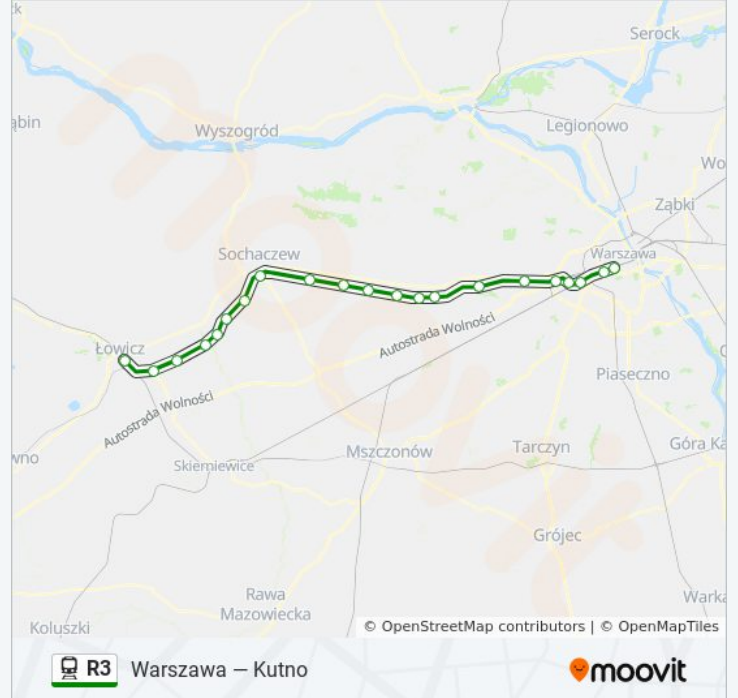 k
Serock
ąbin
Wyszogród
Legionowo
Wo
Ząbki
Sochaczew
Warszawa
Autostrada Wolności
Łowicz
Piaseczno
Autostrada Wolności
wno
Skierniewice
Mszczonów
Tarczyn
Góra Ka
Grójec
Rawa
Mazowiecka
Warka
Koluszki
© OpenStreetMap contributors | © OpenMapTiles
R3 Warszawa – Kutno
moovit